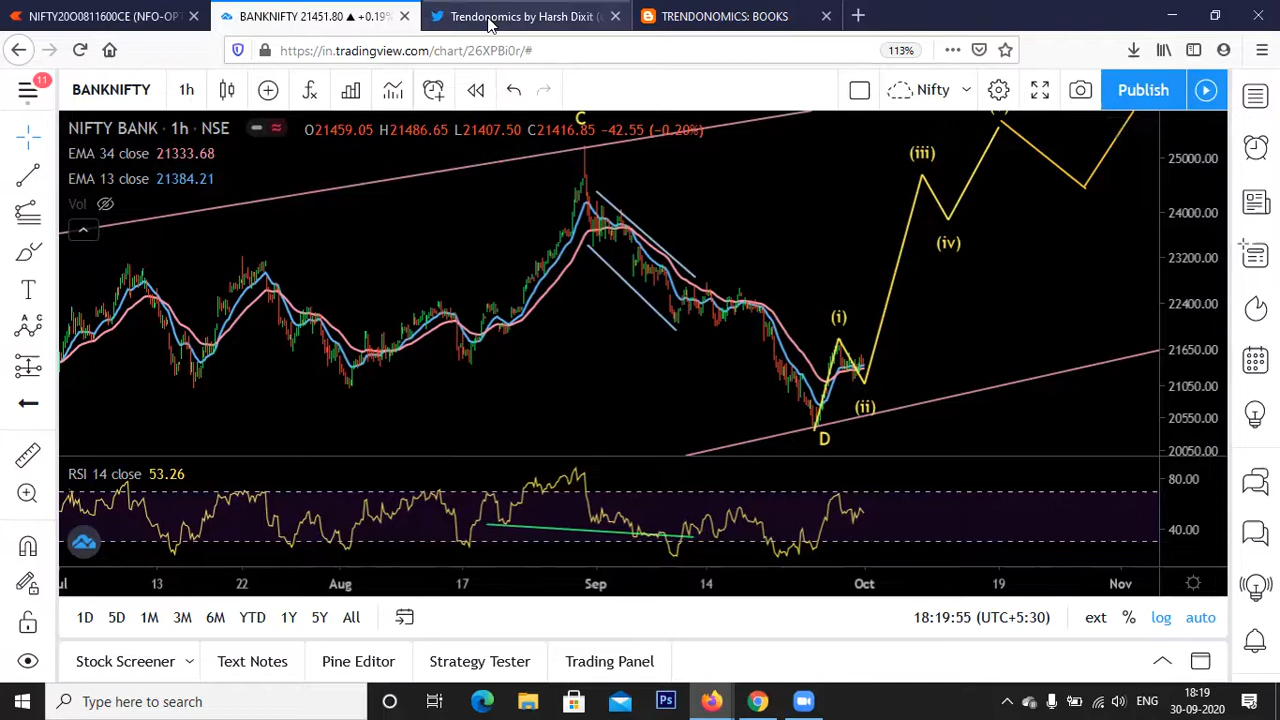 NIFTY20O0811600CE (NFO-OP
BANKNIFTY 21451.80 ▲ +0.19%
Trendonomics by Harsh Dixit (
TRENDONOMICS: BOOKS
https://in.tradingview.com/chart/26XPBi0r/#
113%
11
BANKNIFTY
1h
Nifty
Publish
NIFTY BANK · 1h · NSE
O21459.05 H21486.65 L21407.50 C21416.85 -42.55 (-0.20%)
EMA 34 close 21333.68
EMA 13 close 21384.21
Vol
C
(iii)
(iv)
(i)
(ii)
D
25000.00
24000.00
23200.00
22400.00
21650.00
21050.00
20550.00
20050.00
RSI 14 close 53.26
80.00
40.00
13
22
Aug
17
Sep
14
Oct
19
Nov
1D 5D 1M 3M 6M YTD 1Y 5Y All
18:19:55 (UTC+5:30)
ext % log auto
Stock Screener
Text Notes
Pine Editor
Strategy Tester
Trading Panel
Type here to search
Ps
ENG
18:19
30-09-2020